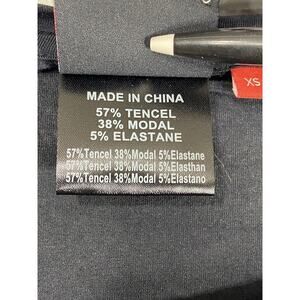 XS
MADE IN CHINA
57% TENCEL
38% MODAL
5% ELASTANE
57%Tencel 38%Modal 5%Elastane
57%Tencel 38%Modal 5%Elasthan
57%Tencel 38%Modal 5%Elastano